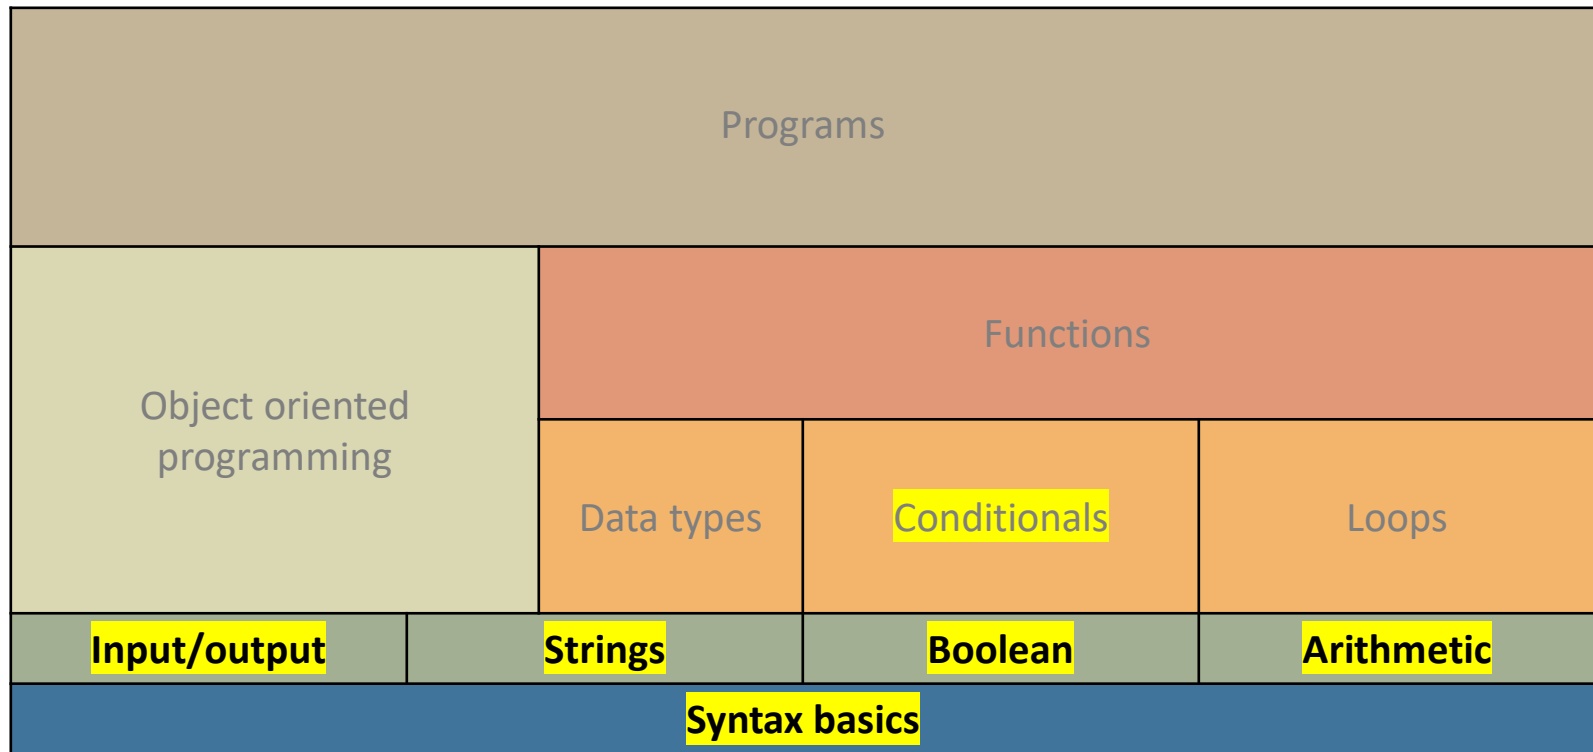 Programs
Functions
Object oriented
programming
Data types
Conditionals
Loops
Input/output
Strings
Boolean
Arithmetic
Syntax basics